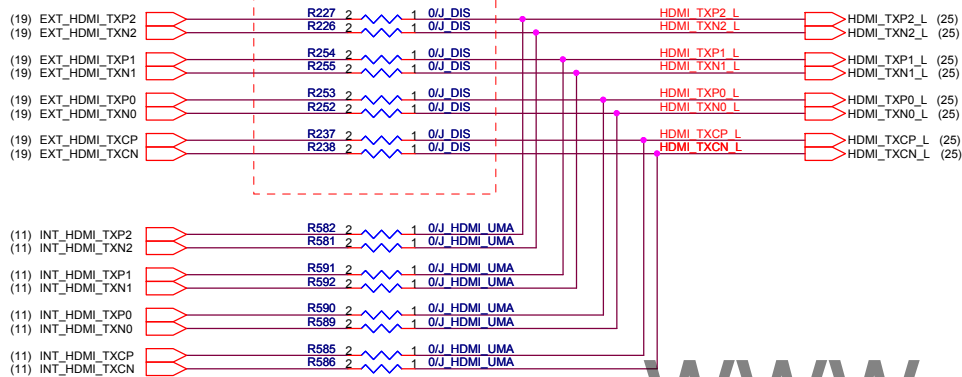 (19) EXT_HDMI_TXP2 R227 2 1 0/J_DIS HDMI_TXP2_L HDMI_TXP2_L (25)
(19) EXT_HDMI_TXN2 R226 2 1 0/J_DIS HDMI_TXN2_L HDMI_TXN2_L (25)
(19) EXT_HDMI_TXP1 R254 2 1 0/J_DIS HDMI_TXP1_L HDMI_TXP1_L (25)
(19) EXT_HDMI_TXN1 R255 2 1 0/J_DIS HDMI_TXN1_L HDMI_TXN1_L (25)
(19) EXT_HDMI_TXP0 R253 2 1 0/J_DIS HDMI_TXP0_L HDMI_TXP0_L (25)
(19) EXT_HDMI_TXN0 R252 2 1 0/J_DIS HDMI_TXN0_L HDMI_TXN0_L (25)
(19) EXT_HDMI_TXCP R237 2 1 0/J_DIS HDMI_TXCP_L HDMI_TXCP_L (25)
(19) EXT_HDMI_TXCN R238 2 1 0/J_DIS HDMI_TXCN_L HDMI_TXCN_L (25)
(11) INT_HDMI_TXP2 R582 2 1 0/J_HDMI_UMA
(11) INT_HDMI_TXN2 R581 2 1 0/J_HDMI_UMA
(11) INT_HDMI_TXP1 R591 2 1 0/J_HDMI_UMA
(11) INT_HDMI_TXN1 R592 2 1 0/J_HDMI_UMA
(11) INT_HDMI_TXP0 R590 2 1 0/J_HDMI_UMA
(11) INT_HDMI_TXN0 R589 2 1 0/J_HDMI_UMA
(11) INT_HDMI_TXCP R585 2 1 0/J_HDMI_UMA
(11) INT_HDMI_TXCN R586 2 1 0/J_HDMI_UMA